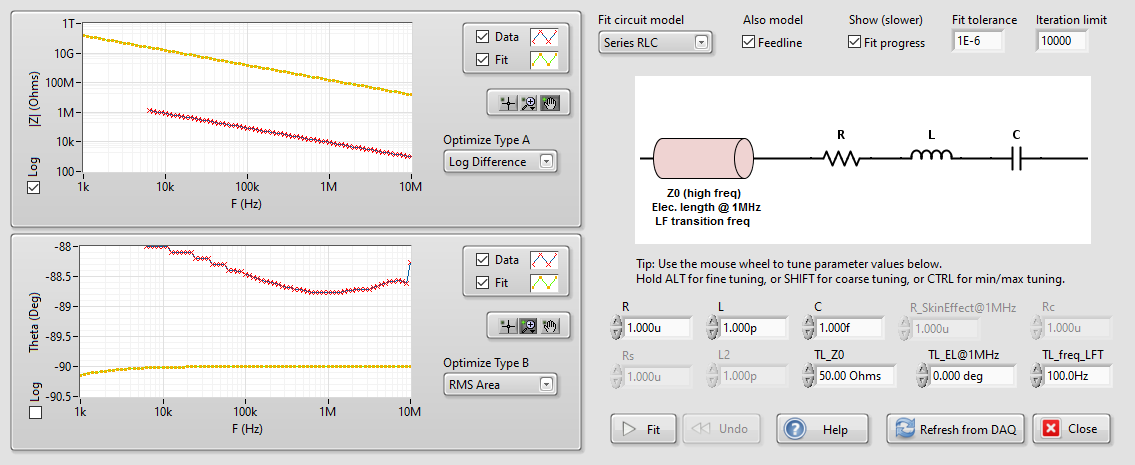 1T
10G
100M
1M
10k
100
|Z| (Ohms)
Log
1k 10k 100k 1M 10M
F (Hz)
Data
Fit
Optimize Type A
Log Difference
-88
-88.5
-89
-89.5
-90
-90.5
Theta (Deg)
Log
1k 10k 100k 1M 10M
F (Hz)
Data
Fit
Optimize Type B
RMS Area
Fit circuit model Also model Show (slower) Fit tolerance Iteration limit
Series RLC Feedline Fit progress 1E-6 10000
R L C
Z0 (high freq)
Elec. length @ 1MHz
LF transition freq
Tip: Use the mouse wheel to tune parameter values below.
Hold ALT for fine tuning, or SHIFT for coarse tuning, or CTRL for min/max tuning.
R L C R_SkinEffect@1MHz Rc
1.000u 1.000p 1.000f 1.000u 1.000u
Rs L2 TL_Z0 TL_EL@1MHz TL_freq_LFT
1.000u 1.000p 50.00 Ohms 0.000 deg 100.0Hz
Fit Undo Help Refresh from DAQ Close